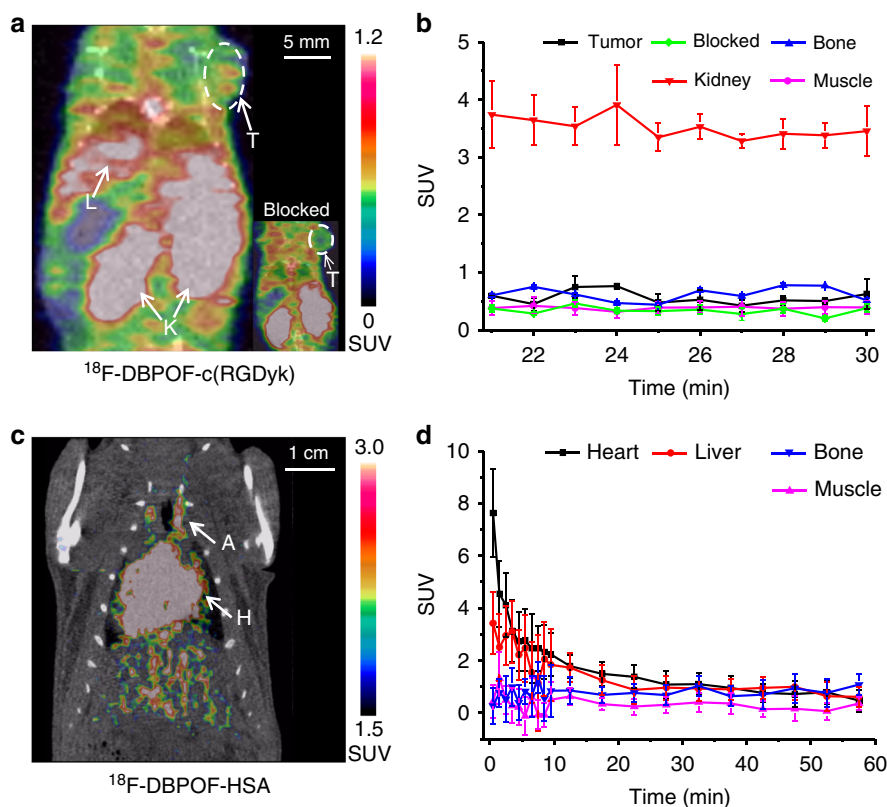 a
5 mm
T
L
Blocked
T
K
1.2
0
SUV
¹⁸F-DBPOF-c(RGDyk)
b
Tumor Blocked Bone
Kidney Muscle
SUV
5
4
3
2
1
0
22 24 26 28 30
Time (min)
c
1 cm
A
H
3.0
1.5
SUV
¹⁸F-DBPOF-HSA
d
Heart Liver Bone
Muscle
SUV
10
8
6
4
2
0
0 10 20 30 40 50 60
Time (min)